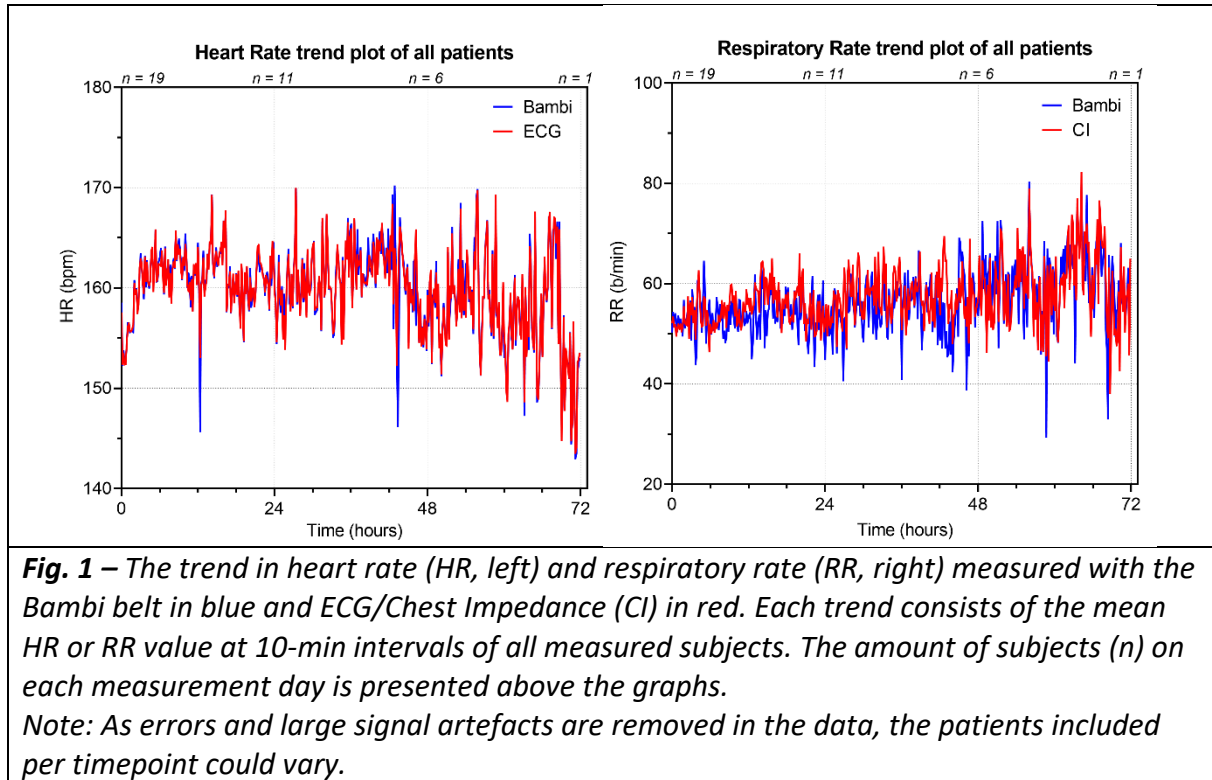 Heart Rate trend plot of all patients
n = 19 n = 11 n = 6 n = 1
180
170
160
150
140
HR (bpm)
Bambi
ECG
0 24 48 72
Time (hours)
Respiratory Rate trend plot of all patients
n = 19 n = 11 n = 6 n = 1
100
80
60
40
20
RR (b/min)
Bambi
CI
0 24 48 72
Time (hours)
Fig. 1 – The trend in heart rate (HR, left) and respiratory rate (RR, right) measured with the
Bambi belt in blue and ECG/Chest Impedance (CI) in red. Each trend consists of the mean
HR or RR value at 10-min intervals of all measured subjects. The amount of subjects (n) on
each measurement day is presented above the graphs.
Note: As errors and large signal artefacts are removed in the data, the patients included
per timepoint could vary.